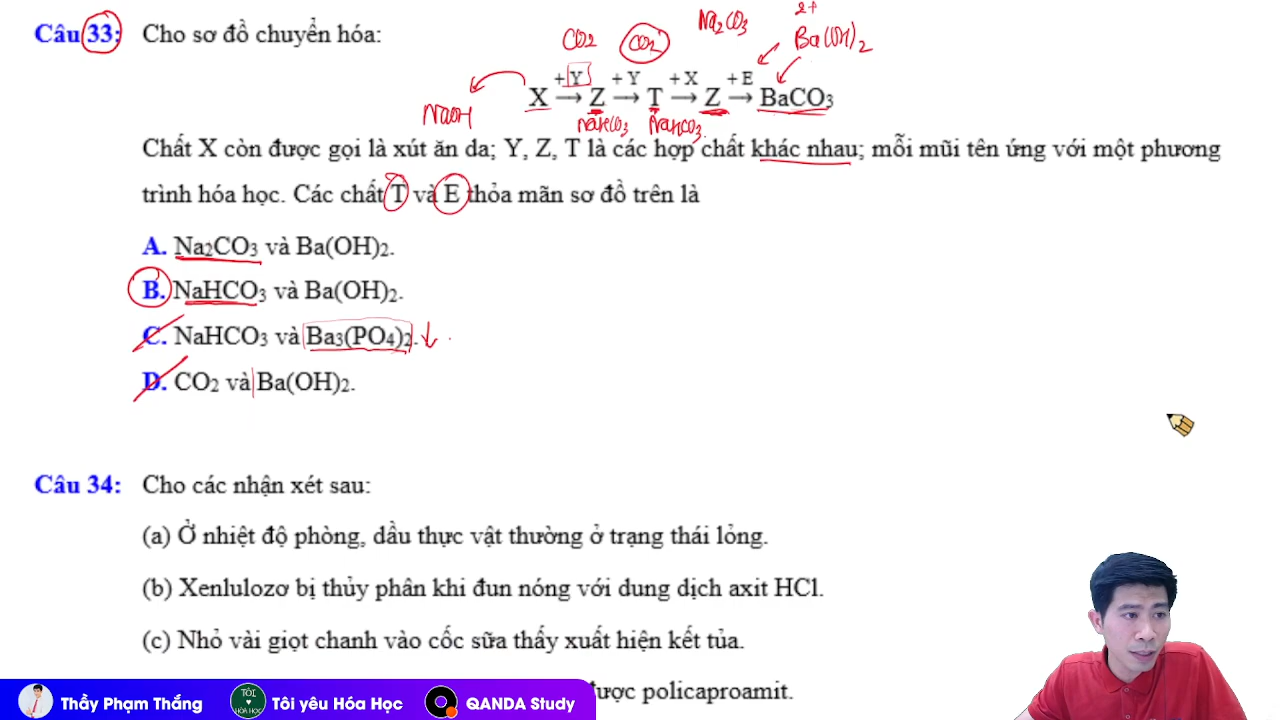 Câu 33: Cho sơ đồ chuyển hóa:
CO2 CO2 Na2CO3 2+ Ba(OH)2
+ Y + Y + X + E
X → Z → T → Z → BaCO3
NaOH NaHCO3 NaHCO3
Chất X còn được gọi là xút ăn da; Y, Z, T là các hợp chất khác nhau; mỗi mũi tên ứng với một phương
trình hóa học. Các chất T và E thỏa mãn sơ đồ trên là
A. Na2CO3 và Ba(OH)2.
B. NaHCO3 và Ba(OH)2.
C. NaHCO3 và Ba3(PO4)2. ↓
D. CO2 và Ba(OH)2.
Câu 34: Cho các nhận xét sau:
(a) Ở nhiệt độ phòng, dầu thực vật thường ở trạng thái lỏng.
(b) Xenlulozơ bị thủy phân khi đun nóng với dung dịch axit HCl.
(c) Nhỏ vài giọt chanh vào cốc sữa thấy xuất hiện kết tủa.
được policaproamit.
Thầy Phạm Thắng TÔI YÊU HÓA HỌC Tôi yêu Hóa Học QANDA Study